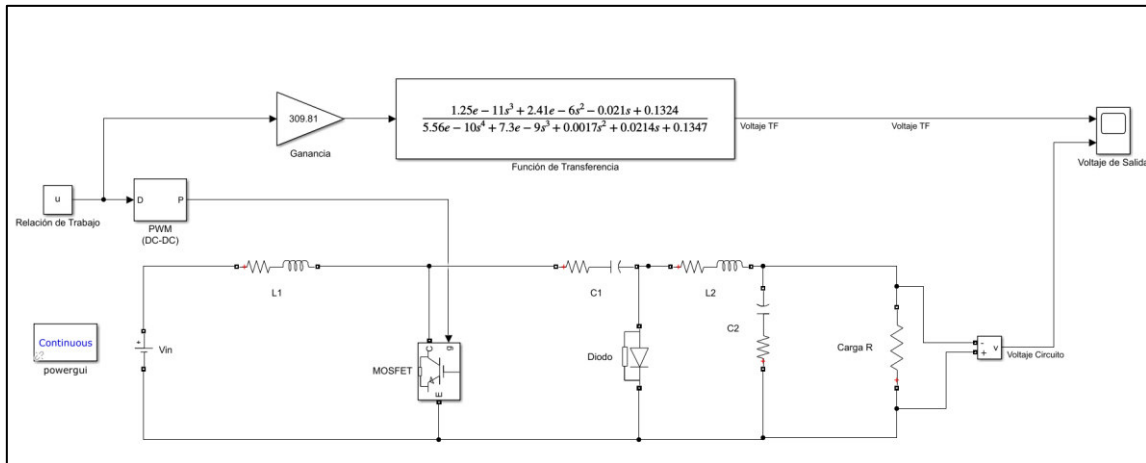 309.81
Ganancia
1.25e − 11s³ + 2.41e − 6s² − 0.021s + 0.1324
5.56e − 10s⁴ + 7.3e − 9s³ + 0.0017s² + 0.0214s + 0.1347
Función de Transferencia
Voltaje TF
Voltaje TF
Voltaje de Salida
u
Relación de Trabajo
D P
PWM
(DC-DC)
L1
C1
L2
C2
Vin
+
Continuous
powergui
MOSFET
C
g
E
Diodo
Carga R
-
+
v
Voltaje Circuito